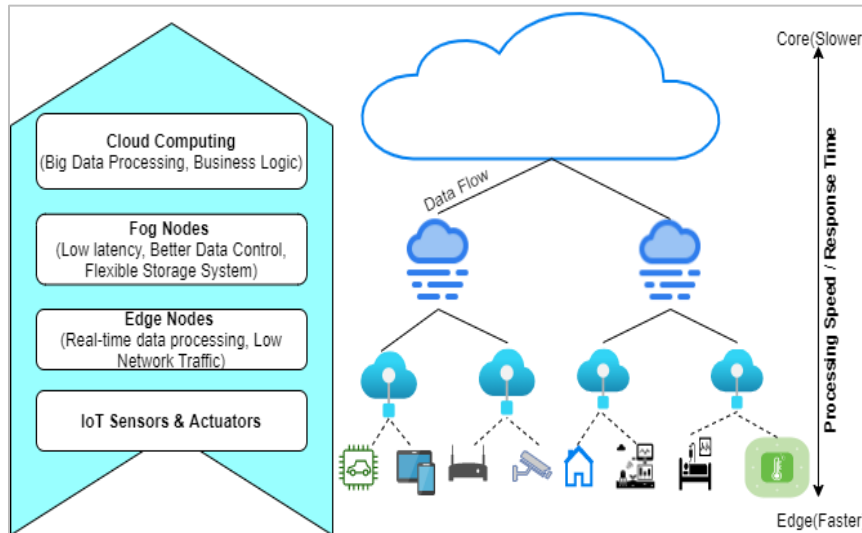 Cloud Computing
(Big Data Processing, Business Logic)
Fog Nodes
(Low latency, Better Data Control,
Flexible Storage System)
Edge Nodes
(Real-time data processing, Low
Network Traffic)
IoT Sensors & Actuators
Data Flow
Core(Slower
Processing Speed / Response Time
Edge(Faster